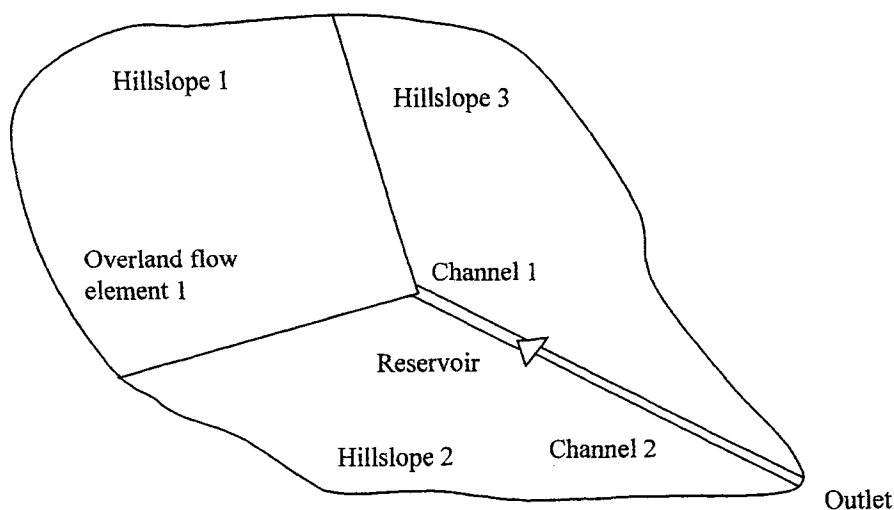 Hillslope 1
Hillslope 3
Overland flow
element 1
Channel 1
Reservoir
Hillslope 2
Channel 2
Outlet